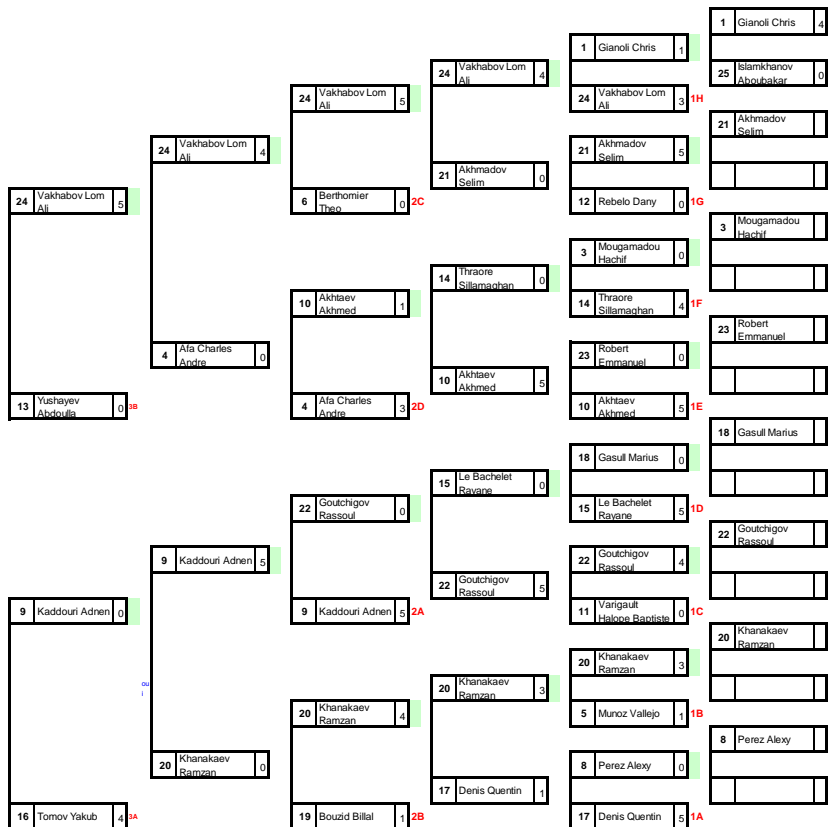 24 Vakhabov Lom
Ali 5
13 Yushayev
Abdoulla 0 3B
9 Kaddouri Adnen 0
16 Tomov Yakub 4 3A
24 Vakhabov Lom
Ali 4
4 Afa Charles
Andre 0
9 Kaddouri Adnen 5
ou
i
20 Khanakaev
Ramzan 0
24 Vakhabov Lom
Ali 5
6 Berthomier
Theo 0 2C
10 Akhtaev
Akhmed 1
4 Afa Charles
Andre 3 2D
22 Goutchigov
Rassoul 0
9 Kaddouri Adnen 5 2A
20 Khanakaev
Ramzan 4
19 Bouzid Billal 1 2B
24 Vakhabov Lom
Ali 4
21 Akhmadov
Selim 0
14 Thraore
Sillamaghan 0
10 Akhtaev
Akhmed 5
15 Le Bachelet
Rayane 0
22 Goutchigov
Rassoul 5
20 Khanakaev
Ramzan 3
17 Denis Quentin 1
1 Gianoli Chris 1
24 Vakhabov Lom
Ali 3 1H
21 Akhmadov
Selim 5
12 Rebelo Dany 0 1G
3 Mougamadou
Hachif 0
14 Thraore
Sillamaghan 4 1F
23 Robert
Emmanuel 0
10 Akhtaev
Akhmed 5 1E
18 Gasull Marius 0
15 Le Bachelet
Rayane 5 1D
22 Goutchigov
Rassoul 4
11 Varigault
Halope Baptiste 0 1C
20 Khanakaev
Ramzan 3
5 Munoz Vallejo 1 1B
8 Perez Alexy 0
17 Denis Quentin 5 1A
1 Gianoli Chris 4
25 Islamkhanov
Aboubakar 0
21 Akhmadov
Selim
3 Mougamadou
Hachif
23 Robert
Emmanuel
18 Gasull Marius
22 Goutchigov
Rassoul
20 Khanakaev
Ramzan
8 Perez Alexy